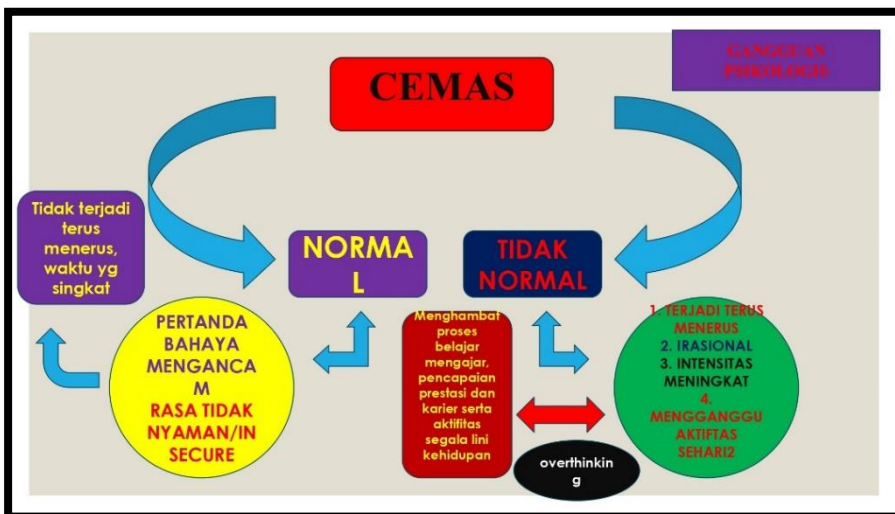 GANGGUAN
PSIKOLOGIS
CEMAS
Tidak terjadi
terus
menerus,
waktu yg
singkat
NORMA
L
TIDAK
NORMAL
PERTANDA
BAHAYA
MENGANCA
M
RASA TIDAK
NYAMAN/IN
SECURE
Menghambat
proses
belajar
mengajar,
pencapaian
prestasi dan
karier serta
aktifitas
segala lini
kehidupan
1. TERJADI TERUS
MENERUS
2. IRASIONAL
3. INTENSITAS
MENINGKAT
4.
MENGGANGGU
AKTIFTAS
SEHARI2
overthinkin
g